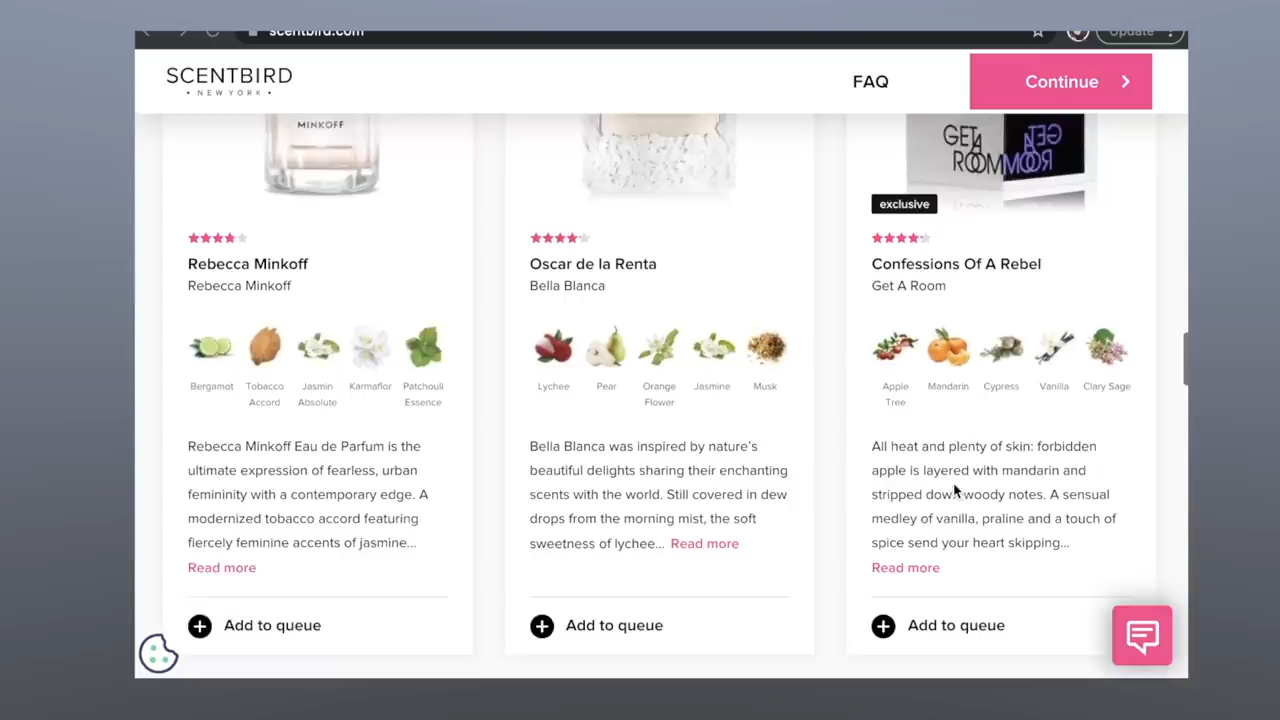 scentbird.com
Update
SCENTBIRD
• NEW YORK •
FAQ
Continue
MINKOFF
GET A ROOM
exclusive
Rebecca Minkoff
Rebecca Minkoff
Bergamot
Tobacco Accord
Jasmin Absolute
Karmaflor
Patchouli Essence
Rebecca Minkoff Eau de Parfum is the
ultimate expression of fearless, urban
femininity with a contemporary edge. A
modernized tobacco accord featuring
fiercely feminine accents of jasmine...
Read more
Add to queue
Oscar de la Renta
Bella Blanca
Lychee
Pear
Orange Flower
Jasmine
Musk
Bella Blanca was inspired by nature's
beautiful delights sharing their enchanting
scents with the world. Still covered in dew
drops from the morning mist, the soft
sweetness of lychee... Read more
Add to queue
Confessions Of A Rebel
Get A Room
Apple Tree
Mandarin
Cypress
Vanilla
Clary Sage
All heat and plenty of skin: forbidden
apple is layered with mandarin and
stripped down woody notes. A sensual
medley of vanilla, praline and a touch of
spice send your heart skipping...
Read more
Add to queue